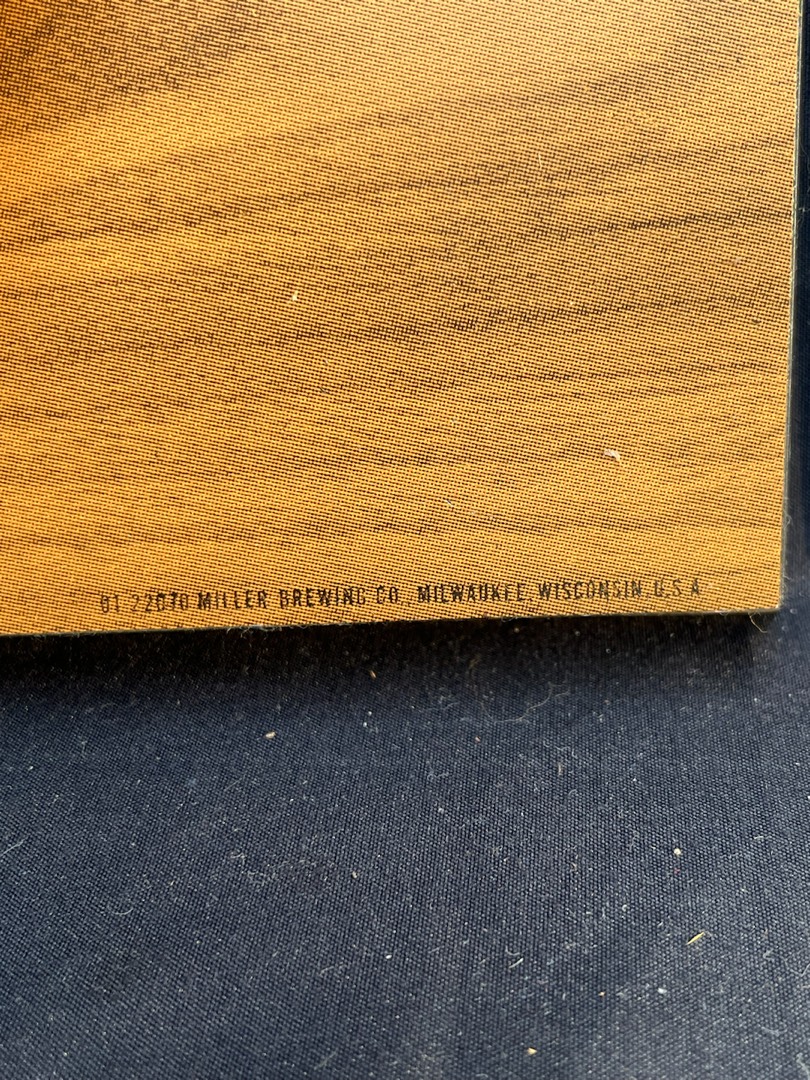 01 22070 MILLER BREWING CO., MILWAUKEE, WISCONSIN, U.S.A.